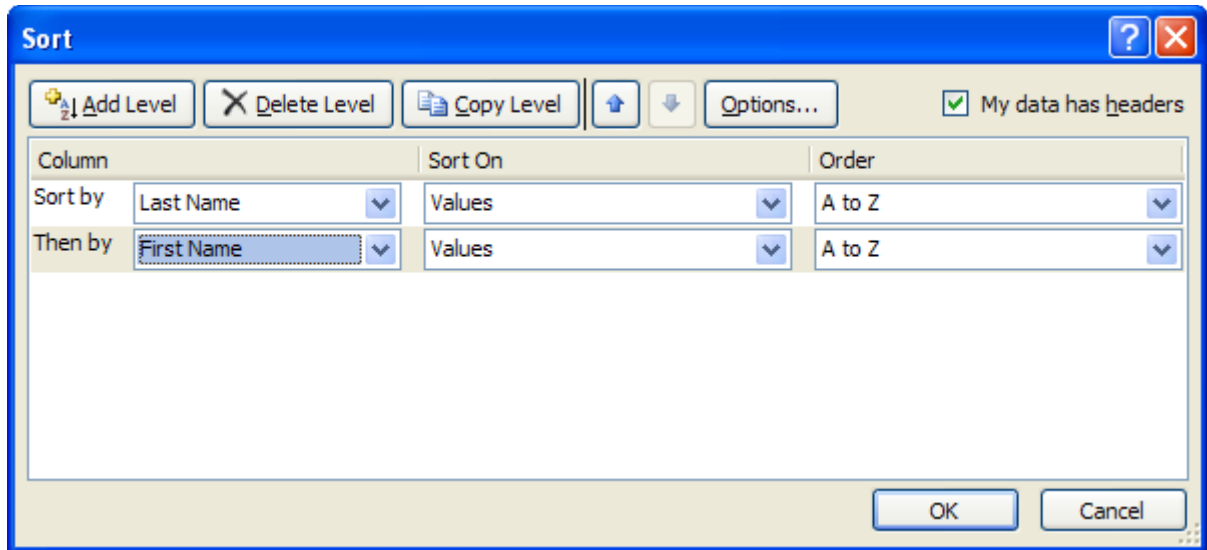 Sort
Add Level Delete Level Copy Level Options... My data has headers
Column Sort On Order
Sort by Last Name Values A to Z
Then by First Name Values A to Z
OK Cancel